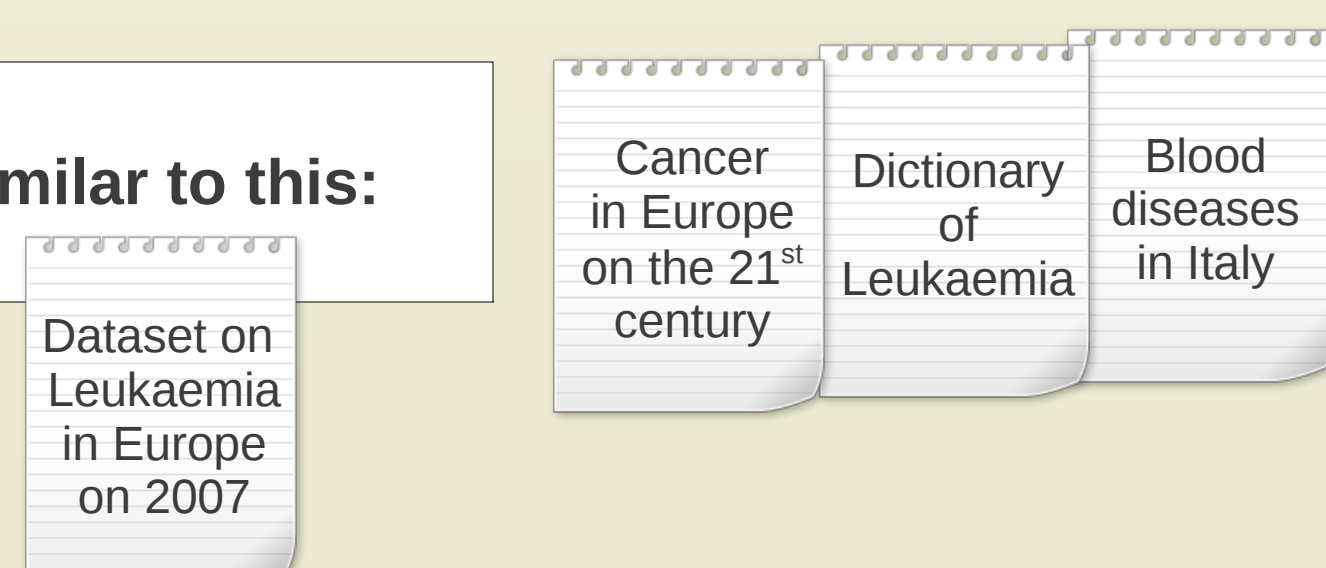 milar to this:
Dataset on
Leukaemia
in Europe
on 2007
Cancer
in Europe
on the 21st
century
Dictionary
of
Leukaemia
Blood
diseases
in Italy